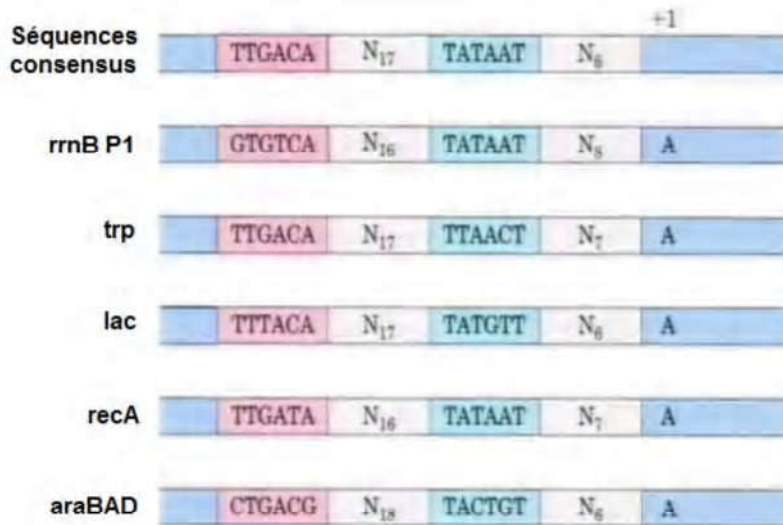 +1
Séquences consensus TTGACA N₁₇ TATAAT N₆
rrnB P1 GTGTCA N₁₆ TATAAT N₈ A
trp TTGACA N₁₇ TTAACT N₇ A
lac TTTACA N₁₇ TATGTT N₆ A
recA TTGATA N₁₆ TATAAT N₇ A
araBAD CTGACG N₁₈ TACTGT N₆ A